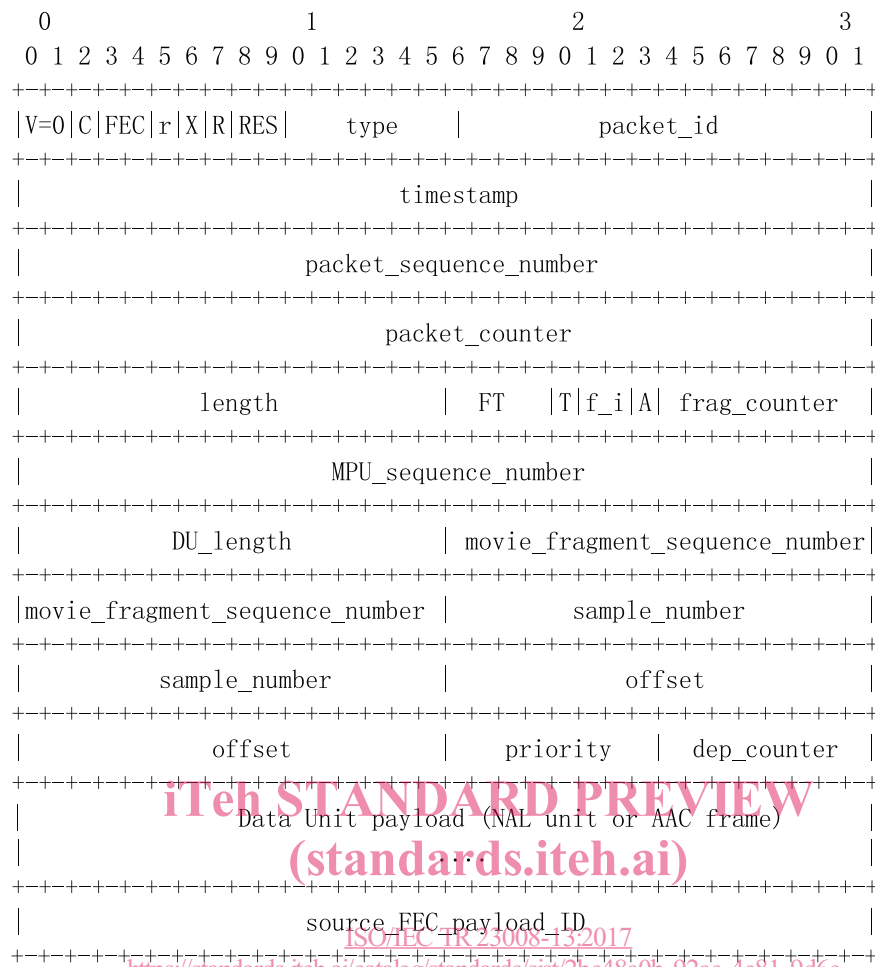 0 1 2 3
0 1 2 3 4 5 6 7 8 9 0 1 2 3 4 5 6 7 8 9 0 1 2 3 4 5 6 7 8 9 0 1
+-+-+-+-+-+-+-+-+-+-+-+-+-+-+-+-+-+-+-+-+-+-+-+-+-+-+-+-+-+-+-+-+
|V=0|C|FEC|r|X|R|RES| type | packet_id |
+-+-+-+-+-+-+-+-+-+-+-+-+-+-+-+-+-+-+-+-+-+-+-+-+-+-+-+-+-+-+-+-+
| timestamp |
+-+-+-+-+-+-+-+-+-+-+-+-+-+-+-+-+-+-+-+-+-+-+-+-+-+-+-+-+-+-+-+-+
| packet_sequence_number |
+-+-+-+-+-+-+-+-+-+-+-+-+-+-+-+-+-+-+-+-+-+-+-+-+-+-+-+-+-+-+-+-+
| packet_counter |
+-+-+-+-+-+-+-+-+-+-+-+-+-+-+-+-+-+-+-+-+-+-+-+-+-+-+-+-+-+-+-+-+
| length | FT |T|f_i|A| frag_counter |
+-+-+-+-+-+-+-+-+-+-+-+-+-+-+-+-+-+-+-+-+-+-+-+-+-+-+-+-+-+-+-+-+
| MPU_sequence_number |
+-+-+-+-+-+-+-+-+-+-+-+-+-+-+-+-+-+-+-+-+-+-+-+-+-+-+-+-+-+-+-+-+
| DU_length | movie_fragment_sequence_number|
+-+-+-+-+-+-+-+-+-+-+-+-+-+-+-+-+-+-+-+-+-+-+-+-+-+-+-+-+-+-+-+-+
|movie_fragment_sequence_number | sample_number |
+-+-+-+-+-+-+-+-+-+-+-+-+-+-+-+-+-+-+-+-+-+-+-+-+-+-+-+-+-+-+-+-+
| sample_number | offset |
+-+-+-+-+-+-+-+-+-+-+-+-+-+-+-+-+-+-+-+-+-+-+-+-+-+-+-+-+-+-+-+-+
| offset | priority | dep_counter |
+-+-+-+-+-+-+-+-+-+-+-+-+-+-+-+-+-+-+-+-+-+-+-+-+-+-+-+-+-+-+-+-+
iTeh STANDARD PREVIEW
| Data Unit payload (NAL unit or AAC frame) |
| .... |
(standards.iteh.ai)
+-+-+-+-+-+-+-+-+-+-+-+-+-+-+-+-+-+-+-+-+-+-+-+-+-+-+-+-+-+-+-+-+
| source_FEC_payload_ID |
ISO/IEC TR 23008-13:2017
+-+-+-+-+-+-+-+-+-+-+-+-+-+-+-+-+-+-+-+-+-+-+-+-+-+-+-+-+-+-+-+-+